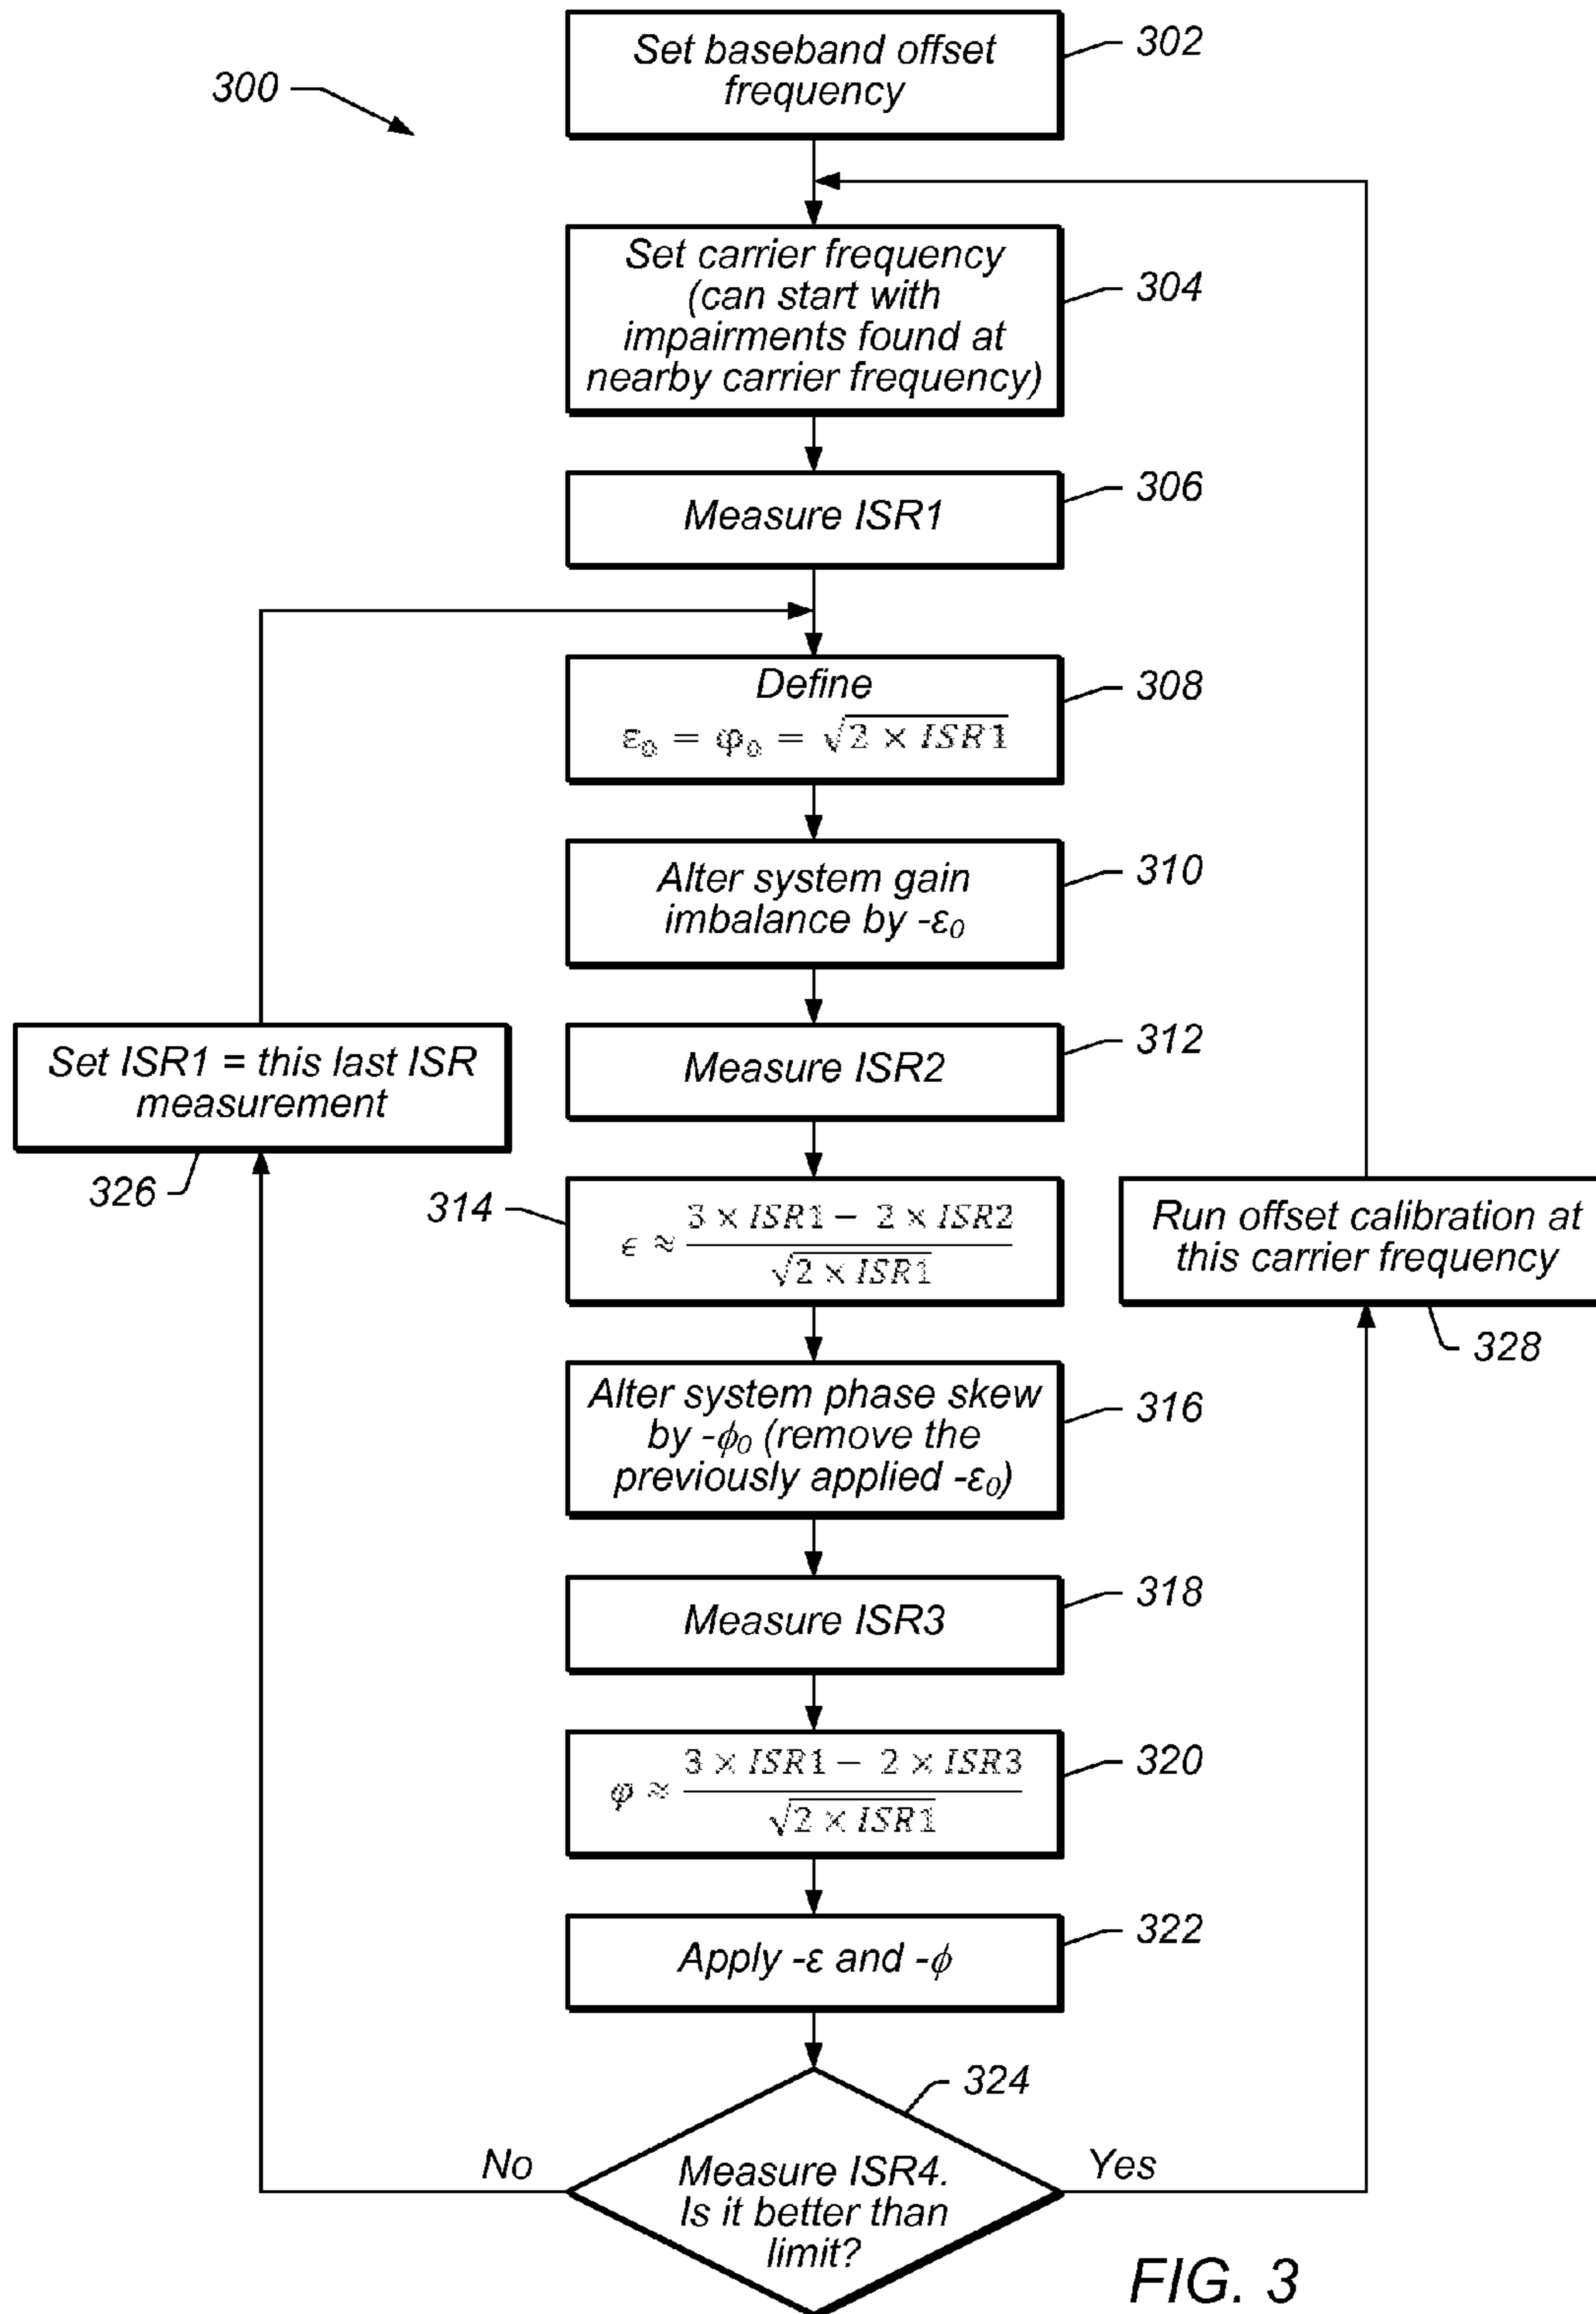 300
Set baseband offset
frequency
302
Set carrier frequency
(can start with
impairments found at
nearby carrier frequency)
304
Measure ISR1
306
Define
ε₀ = φ₀ = √(2 × ISR1)
308
Alter system gain
imbalance by -ε₀
310
Measure ISR2
312
Set ISR1 = this last ISR
measurement
326
314
ϵ ≈ (3 × ISR1 − 2 × ISR2) / √(2 × ISR1)
Run offset calibration at
this carrier frequency
328
Alter system phase skew
by -ϕ₀ (remove the
previously applied -ε₀)
316
Measure ISR3
318
φ ≈ (3 × ISR1 − 2 × ISR3) / √(2 × ISR1)
320
Apply -ε and -ϕ
322
324
No
Measure ISR4.
Is it better than
limit?
Yes
FIG. 3